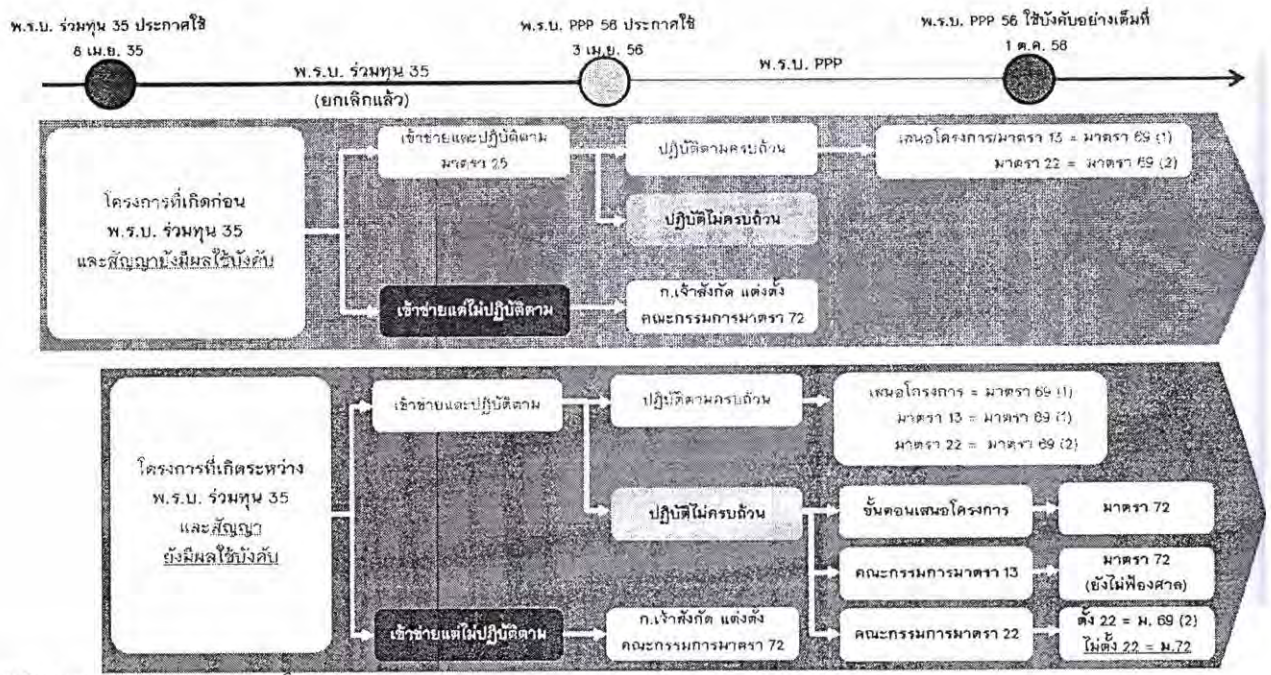 พ.ร.บ. ร่วมทุน 35 ประกาศใช้
8 เม.ย. 35
พ.ร.บ. PPP 56 ประกาศใช้
3 เม.ย. 56
พ.ร.บ. PPP 56 ใช้บังคับอย่างเต็มที่
1 ต.ค. 58
พ.ร.บ. ร่วมทุน 35
(ยกเลิกแล้ว)
พ.ร.บ. PPP
โครงการที่เกิดก่อน
พ.ร.บ. ร่วมทุน 35
และสัญญายังมีผลใช้บังคับ
เข้าข่ายและปฏิบัติตาม
มาตรา 25
ปฏิบัติตามครบถ้วน
เสนอโครงการ/มาตรา 13 = มาตรา 69 (1)
มาตรา 22 = มาตรา 69 (2)
ปฏิบัติไม่ครบถ้วน
เข้าข่ายแต่ไม่ปฏิบัติตาม
ก.เจ้าสังกัด แต่งตั้ง
คณะกรรมการมาตรา 72
โครงการที่เกิดระหว่าง
พ.ร.บ. ร่วมทุน 35
และสัญญา
ยังมีผลใช้บังคับ
เข้าข่ายและปฏิบัติตาม
ปฏิบัติตามครบถ้วน
เสนอโครงการ = มาตรา 69 (1)
มาตรา 13 = มาตรา 69 (1)
มาตรา 22 = มาตรา 69 (2)
ปฏิบัติไม่ครบถ้วน
ขั้นตอนเสนอโครงการ
มาตรา 72
คณะกรรมการมาตรา 13
มาตรา 72
(ยังไม่ฟ้องศาล)
คณะกรรมการมาตรา 22
ตั้ง 22 = ม. 69 (2)
ไม่ตั้ง 22 = ม.72
เข้าข่ายแต่ไม่ปฏิบัติตาม
ก.เจ้าสังกัด แต่งตั้ง
คณะกรรมการมาตรา 72